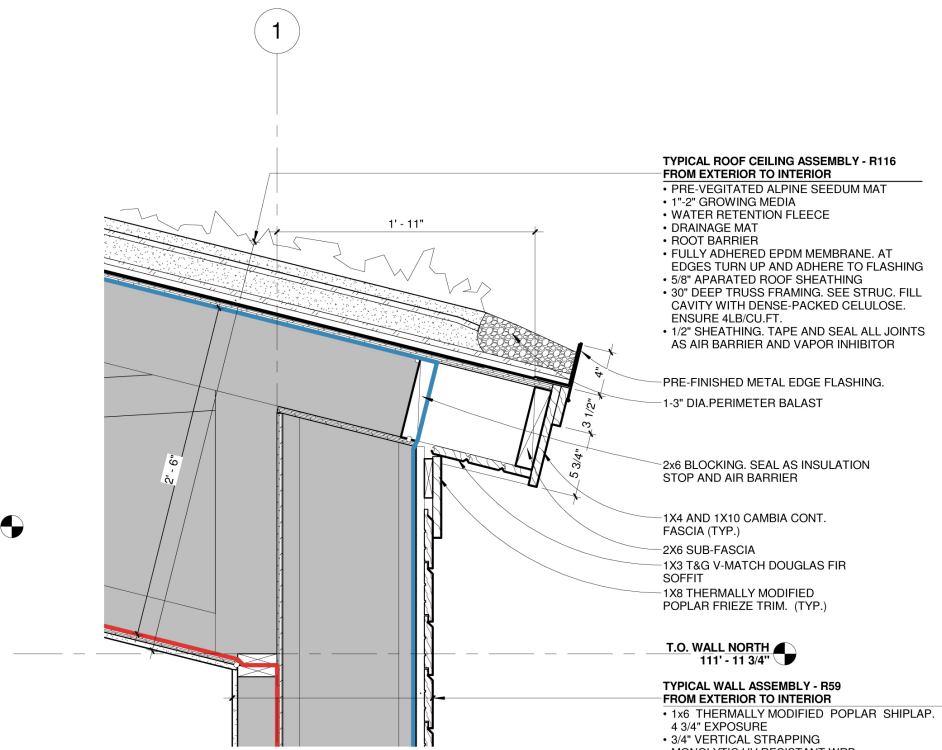 1
TYPICAL ROOF CEILING ASSEMBLY - R116
FROM EXTERIOR TO INTERIOR
• PRE-VEGITATED ALPINE SEEDUM MAT
• 1"-2" GROWING MEDIA
• WATER RETENTION FLEECE
• DRAINAGE MAT
• ROOT BARRIER
• FULLY ADHERED EPDM MEMBRANE. AT
EDGES TURN UP AND ADHERE TO FLASHING
• 5/8" APARATED ROOF SHEATHING
• 30" DEEP TRUSS FRAMING. SEE STRUC. FILL
CAVITY WITH DENSE-PACKED CELULOSE.
ENSURE 4LB/CU.FT.
• 1/2" SHEATHING. TAPE AND SEAL ALL JOINTS
AS AIR BARRIER AND VAPOR INHIBITOR
1' - 11"
4"
3 1/2"
5 3/4"
2' - 6"
PRE-FINISHED METAL EDGE FLASHING.
1-3" DIA.PERIMETER BALAST
2x6 BLOCKING. SEAL AS INSULATION
STOP AND AIR BARRIER
1X4 AND 1X10 CAMBIA CONT.
FASCIA (TYP.)
2X6 SUB-FASCIA
1X3 T&G V-MATCH DOUGLAS FIR
SOFFIT
1X8 THERMALLY MODIFIED
POPLAR FRIEZE TRIM. (TYP.)
T.O. WALL NORTH
111' - 11 3/4"
TYPICAL WALL ASSEMBLY - R59
FROM EXTERIOR TO INTERIOR
• 1x6 THERMALLY MODIFIED POPLAR SHIPLAP.
4 3/4" EXPOSURE
• 3/4" VERTICAL STRAPPING